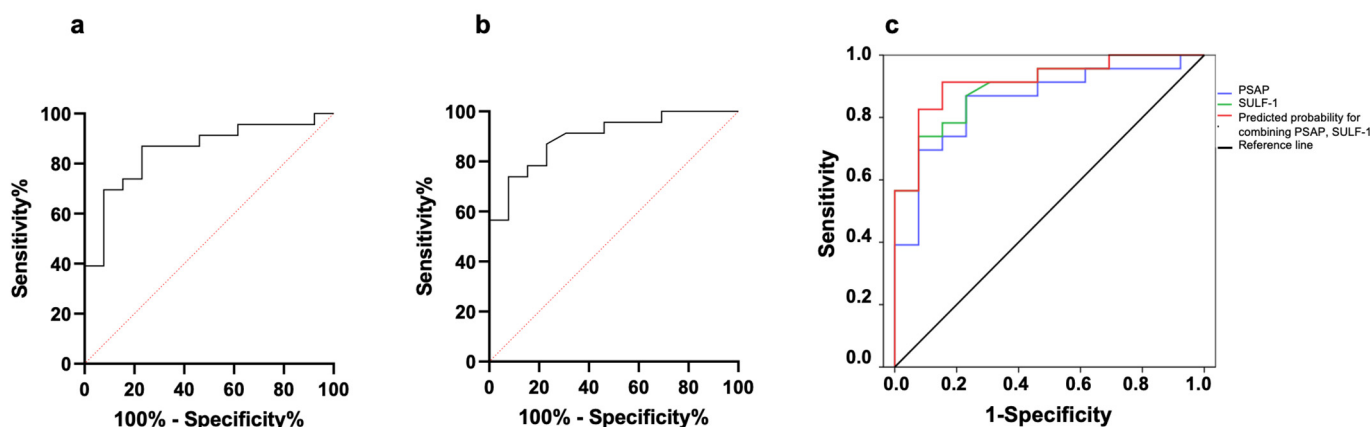 a
Sensitivity%
100
80
60
40
20
0
0 20 40 60 80 100
100% - Specificity%
b
Sensitivity%
100
80
60
40
20
0
0 20 40 60 80 100
100% - Specificity%
c
Sensitivity
1.0
0.8
0.6
0.4
0.2
0.0
0.0 0.2 0.4 0.6 0.8 1.0
1-Specificity
PSAP
SULF-1
Predicted probability for
combining PSAP, SULF-1
Reference line